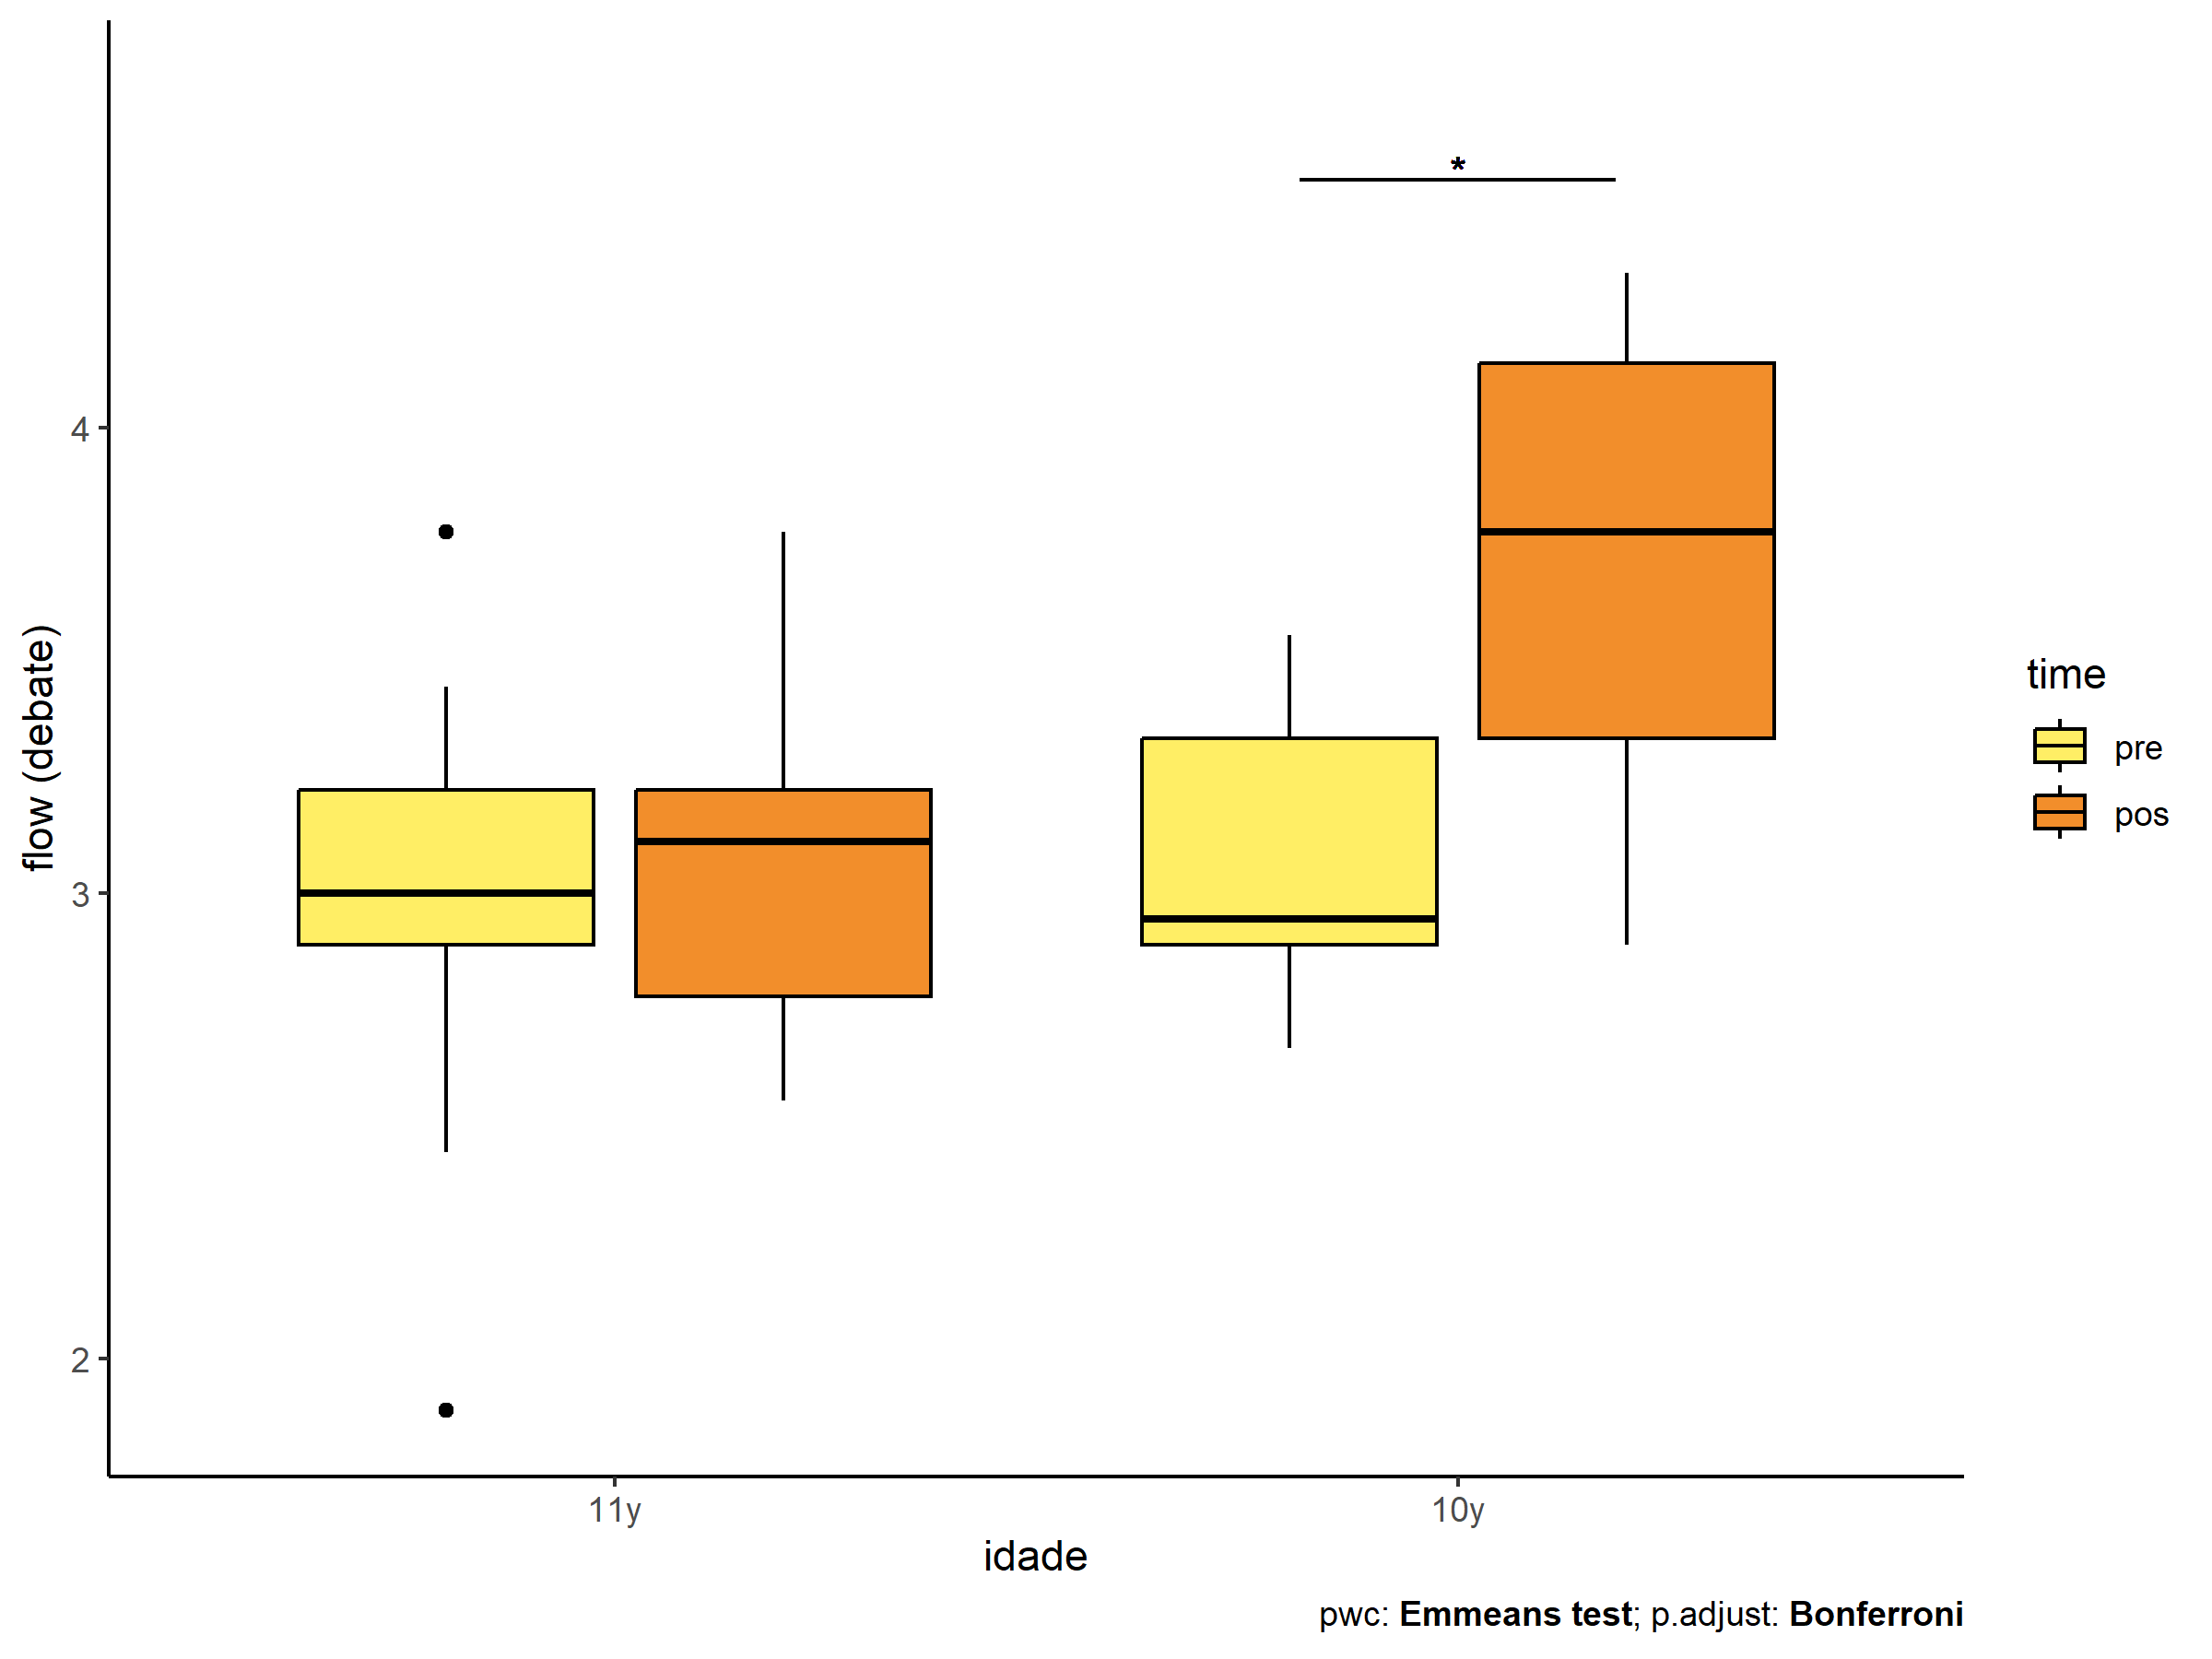 *
4
3
2
flow (debate)
11y
10y
idade
time
pre
pos
pwc: Emmeans test; p.adjust: Bonferroni